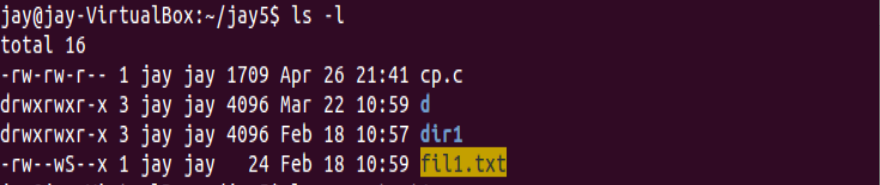 jay@jay-VirtualBox:~/jay5$ ls -l
total 16
-rw-rw-r-- 1 jay jay 1709 Apr 26 21:41 cp.c
drwxrwxr-x 3 jay jay 4096 Mar 22 10:59 d
drwxrwxr-x 3 jay jay 4096 Feb 18 10:57 dir1
-rw--wS--x 1 jay jay   24 Feb 18 10:59 fil1.txt